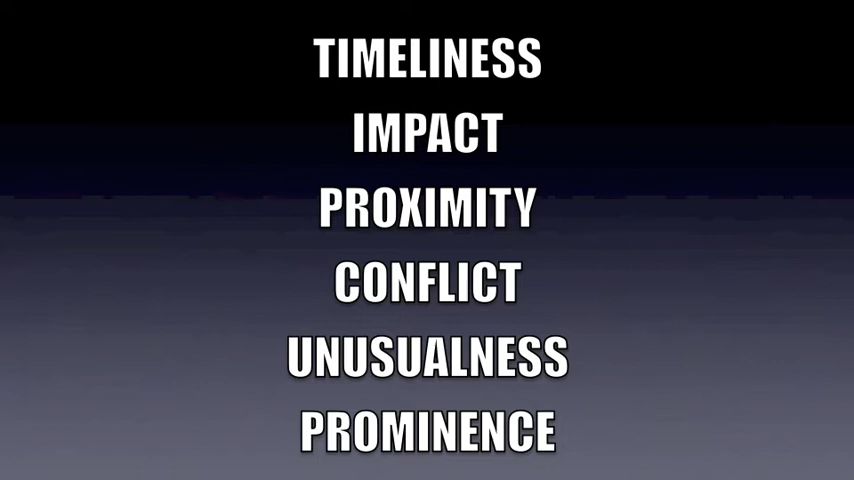 TIMELINESS
IMPACT
PROXIMITY
CONFLICT
UNUSUALNESS
PROMINENCE